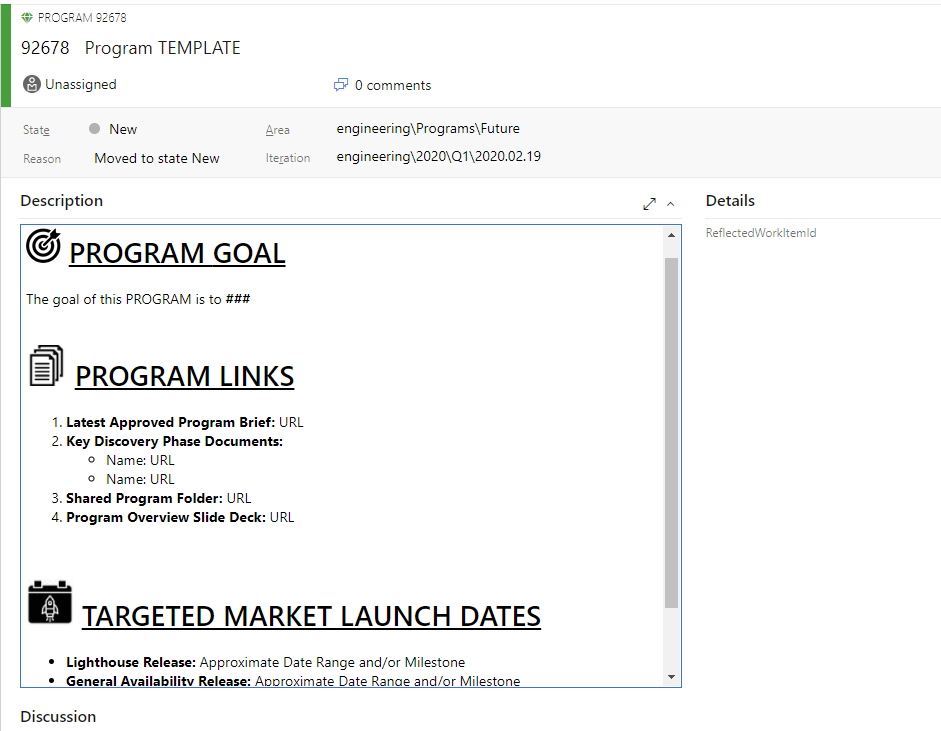 PROGRAM 92678
92678 Program TEMPLATE
Unassigned
0 comments
State New Area engineering\Programs\Future
Reason Moved to state New Iteration engineering\2020\Q1\2020.02.19
Description
Details
ReflectedWorkItemId
PROGRAM GOAL
The goal of this PROGRAM is to ###
PROGRAM LINKS
1. Latest Approved Program Brief: URL
2. Key Discovery Phase Documents:
Name: URL
Name: URL
3. Shared Program Folder: URL
4. Program Overview Slide Deck: URL
TARGETED MARKET LAUNCH DATES
Lighthouse Release: Approximate Date Range and/or Milestone
General Availability Release: Approximate Date Range and/or Milestone
Discussion